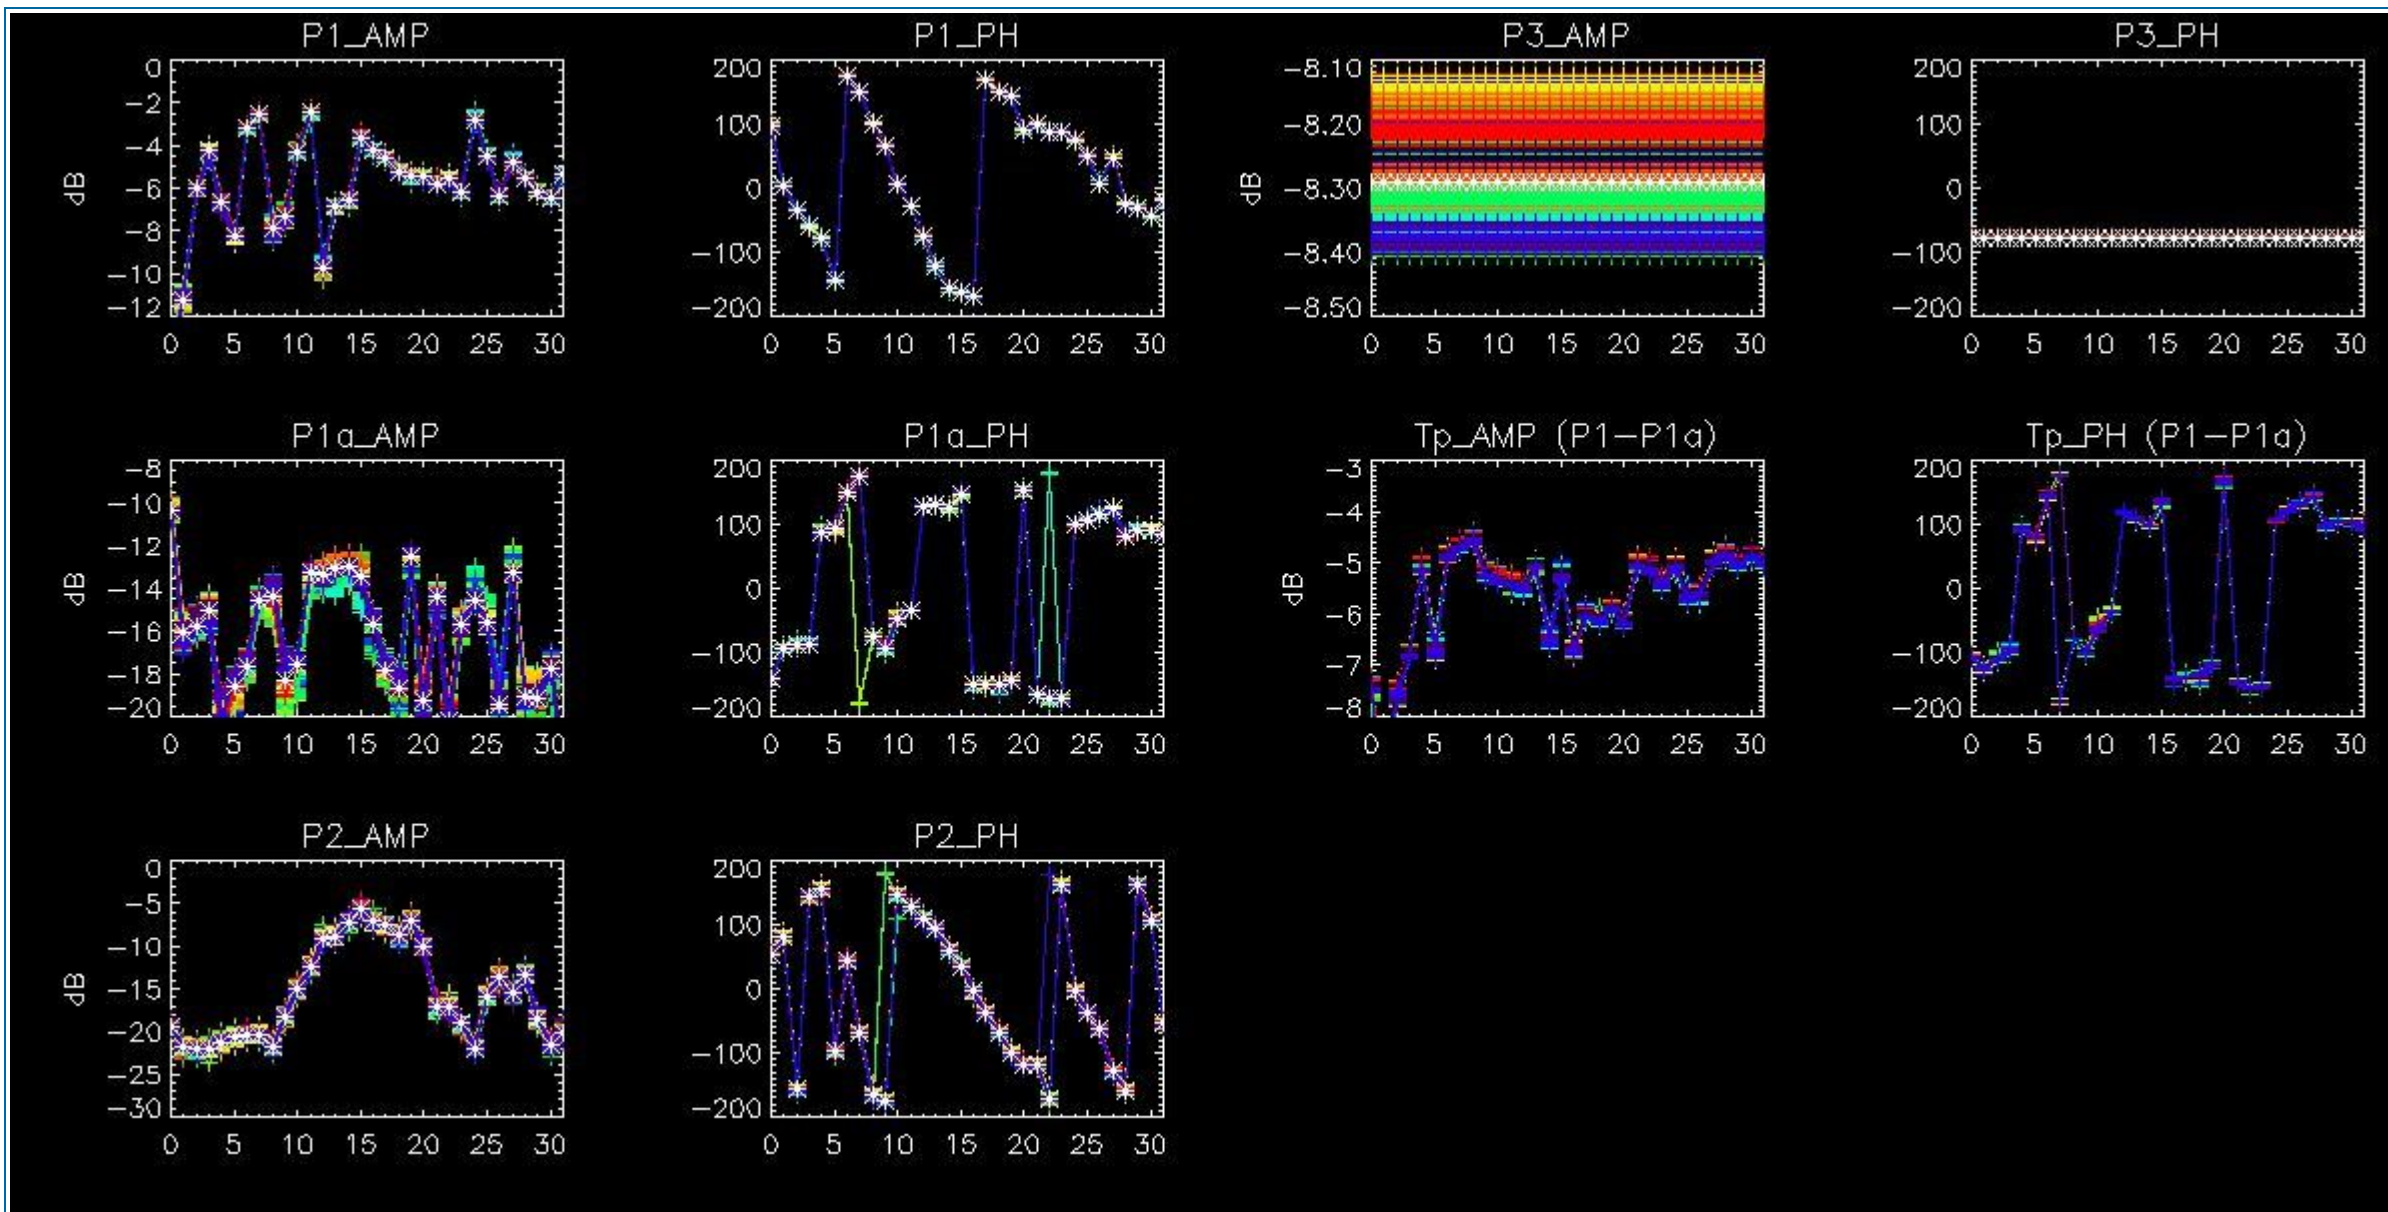 P1_AMP
P1_PH
P3_AMP
P3_PH
0
−2
−4
−6
−8
−10
−12
dB
0 5 10 15 20 25 30
200
100
0
−100
−200
0 5 10 15 20 25 30
−8.10
−8.20
−8.30
−8.40
−8.50
dB
0 5 10 15 20 25 30
200
100
0
−100
−200
0 5 10 15 20 25 30
P1a_AMP
P1a_PH
Tp_AMP (P1−P1a)
Tp_PH (P1−P1a)
−8
−10
−12
−14
−16
−18
−20
dB
0 5 10 15 20 25 30
200
100
0
−100
−200
0 5 10 15 20 25 30
−3
−4
−5
−6
−7
−8
dB
0 5 10 15 20 25 30
200
100
0
−100
−200
0 5 10 15 20 25 30
P2_AMP
P2_PH
0
−5
−10
−15
−20
−25
−30
dB
0 5 10 15 20 25 30
200
100
0
−100
−200
0 5 10 15 20 25 30